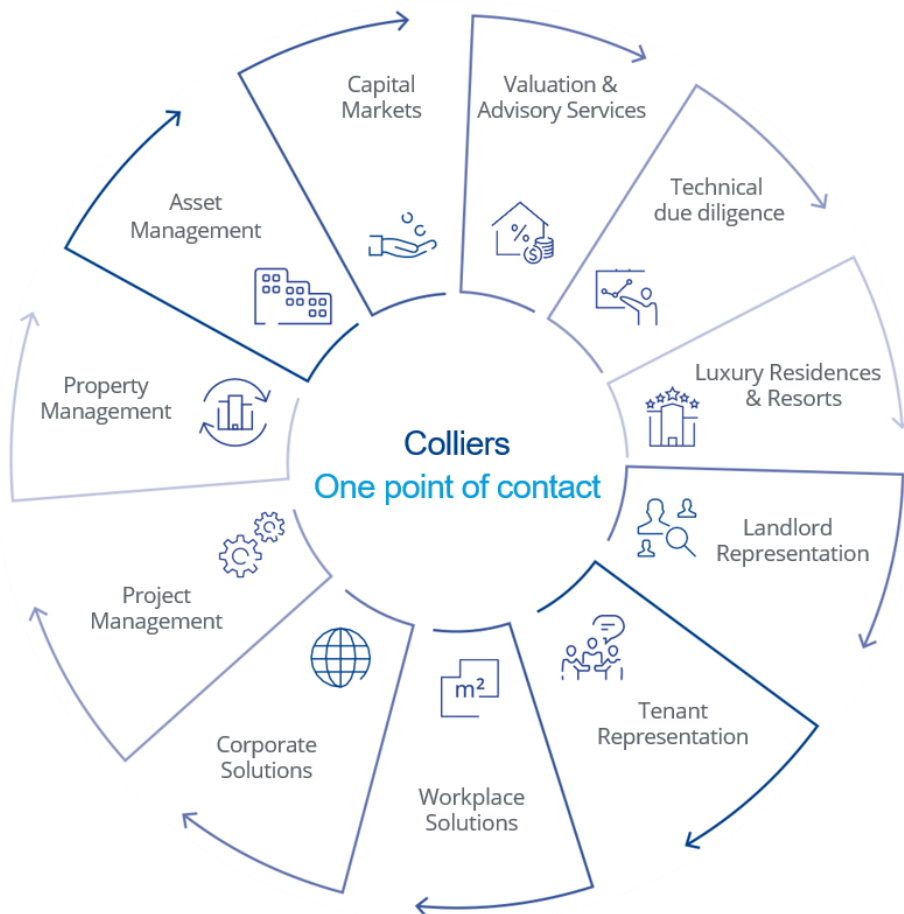 Capital
Markets
Valuation &
Advisory Services
Technical
due diligence
Luxury Residences
& Resorts
Landlord
Representation
Tenant
Representation
Workplace
Solutions
Corporate
Solutions
Project
Management
Property
Management
Asset
Management
Colliers
One point of contact
%
$
m²